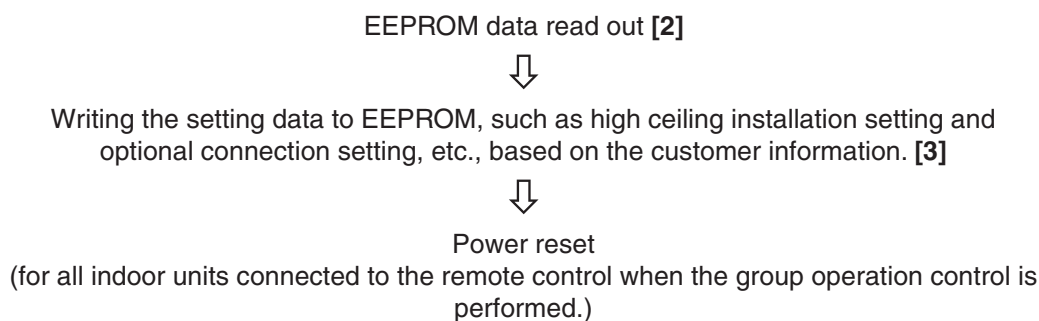 EEPROM data read out [2]
Writing the setting data to EEPROM, such as high ceiling installation setting and
optional connection setting, etc., based on the customer information. [3]
Power reset
(for all indoor units connected to the remote control when the group operation control is
performed.)